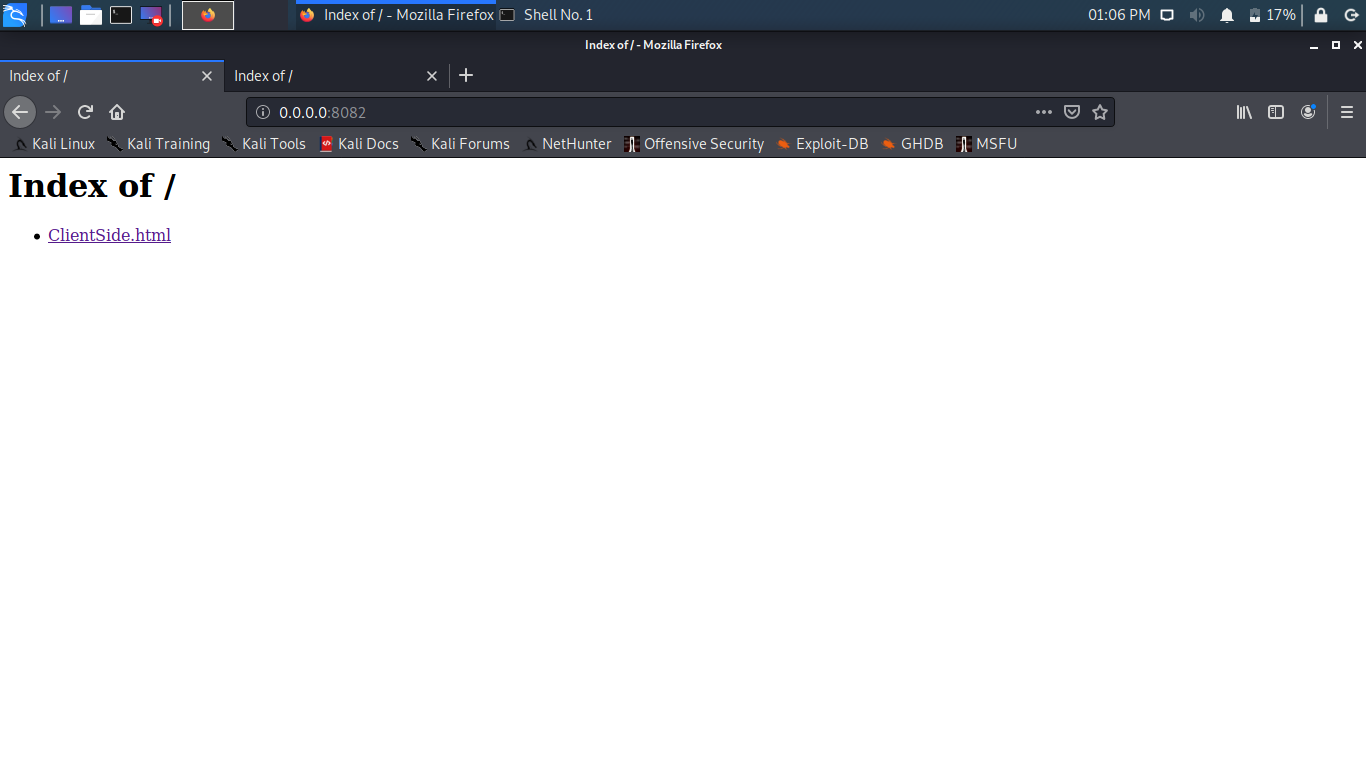 Index of / - Mozilla Firefox Shell No. 1 01:06 PM 17%
Index of / - Mozilla Firefox
Index of / Index of /
0.0.0.0:8082
Kali Linux Kali Training Kali Tools Kali Docs Kali Forums NetHunter Offensive Security Exploit-DB GHDB MSFU
Index of /
ClientSide.html